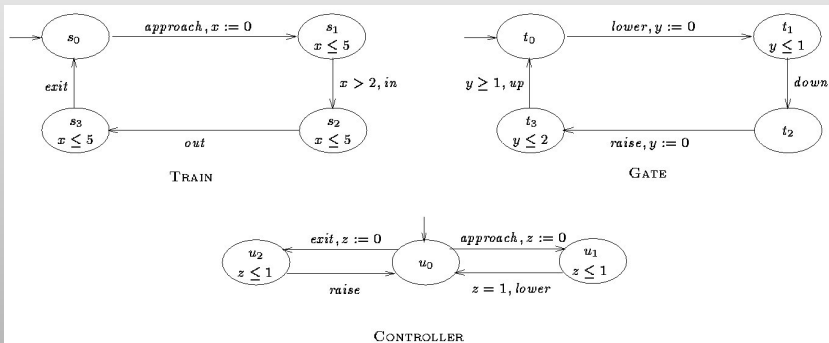 s0
approach, x := 0
s1
x ≤ 5
exit
x > 2, in
s3
x ≤ 5
out
s2
x ≤ 5
TRAIN
t0
lower, y := 0
t1
y ≤ 1
y ≥ 1, up
down
t3
y ≤ 2
raise, y := 0
t2
GATE
u2
z ≤ 1
exit, z := 0
raise
u0
approach, z := 0
z = 1, lower
u1
z ≤ 1
CONTROLLER